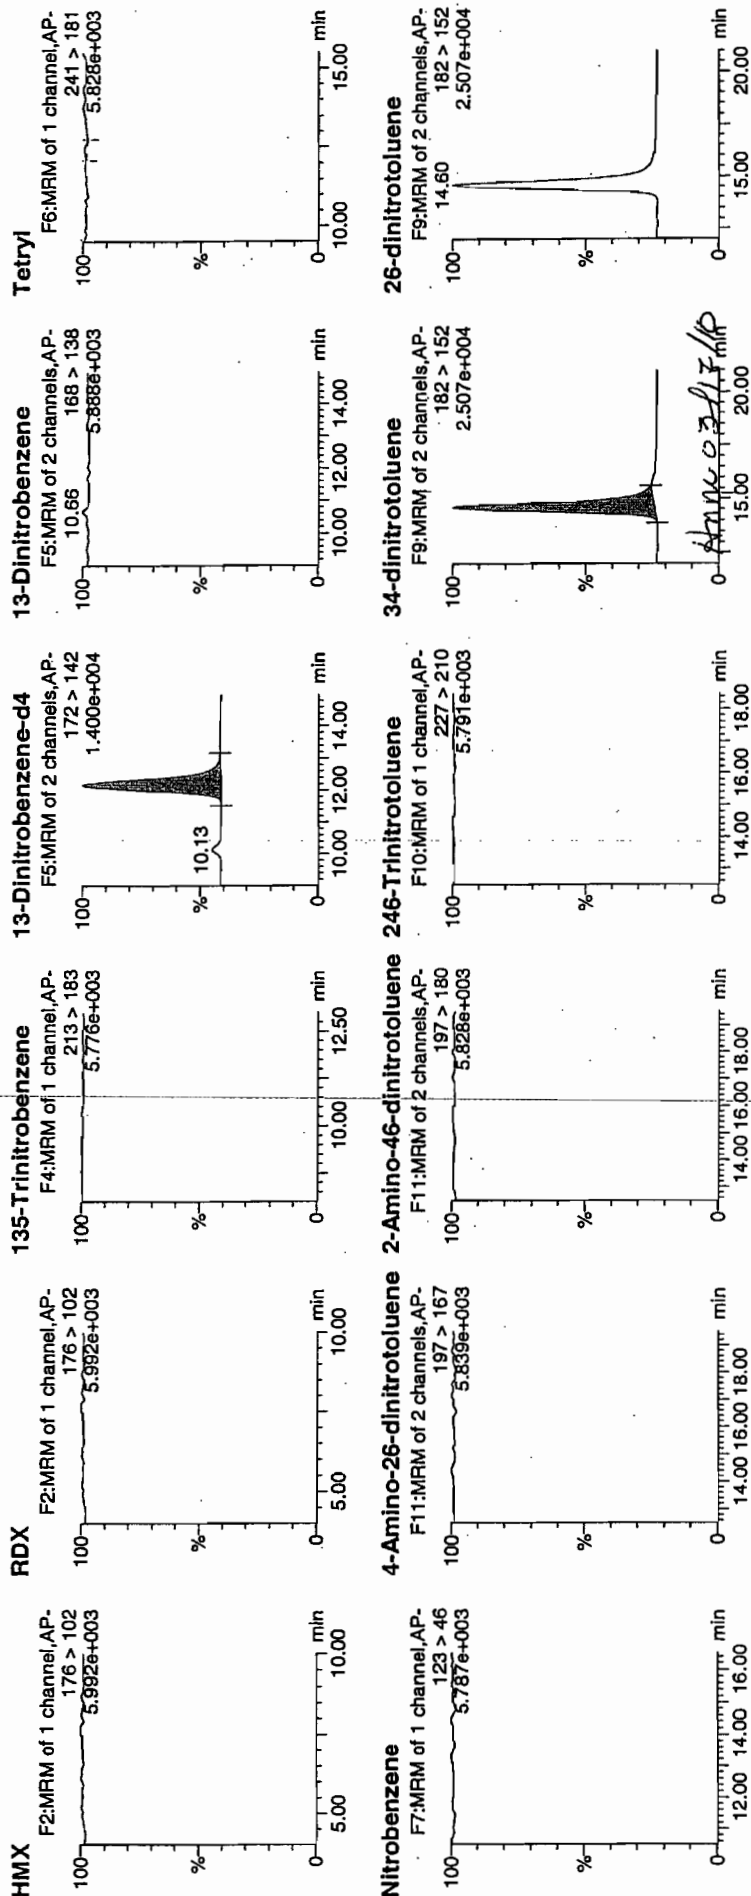 HMX
F2:MRM of 1 channel,AP-
176 > 102
5.992e+003
100
%
0
5.00
10.00
min
RDX
F2:MRM of 1 channel,AP-
176 > 102
5.992e+003
100
%
0
5.00
10.00
min
135-Trinitrobenzene
F4:MRM of 1 channel,AP-
213 > 183
5.776e+003
100
%
0
10.00
12.50
min
13-Dinitrobenzene-d4
F5:MRM of 2 channels,AP-
172 > 142
1.400e+004
100
%
10.13
0
10.00
12.00
14.00
min
13-Dinitrobenzene
F5:MRM of 2 channels,AP-
168 > 138
5.888e+003
100
10.66
%
0
10.00
12.00
14.00
min
Tetryl
F6:MRM of 1 channel,AP-
241 > 181
5.828e+003
100
%
0
10.00
15.00
min
Nitrobenzene
F7:MRM of 1 channel,AP-
123 > 46
5.787e+003
100
%
0
12.00
14.00
16.00
min
4-Amino-26-dinitrotoluene
F11:MRM of 2 channels,AP-
197 > 167
5.839e+003
100
%
0
14.00
16.00
18.00
min
2-Amino-46-dinitrotoluene
F11:MRM of 2 channels,AP-
197 > 180
5.828e+003
100
%
0
14.00
16.00
18.00
min
246-Trinitrotoluene
F10:MRM of 1 channel,AP-
227 > 210
5.791e+003
100
%
0
14.00
16.00
18.00
min
34-dinitrotoluene
F9:MRM of 2 channels,AP-
182 > 152
2.507e+004
100
%
0
15.00
20.00
min
03/17/10
26-dinitrotoluene
F9:MRM of 2 channels,AP-
182 > 152
2.507e+004
100
14.60
%
0
15.00
20.00
min